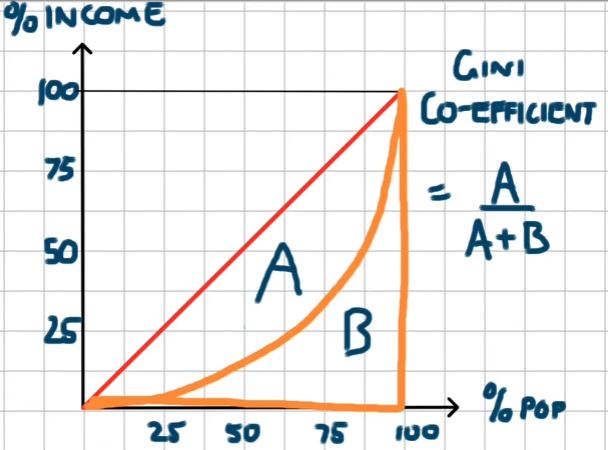 % INCOME
100
75
50
25
A
B
25 50 75 100
% POP
GINI
CO-EFFICIENT
= A
A+B